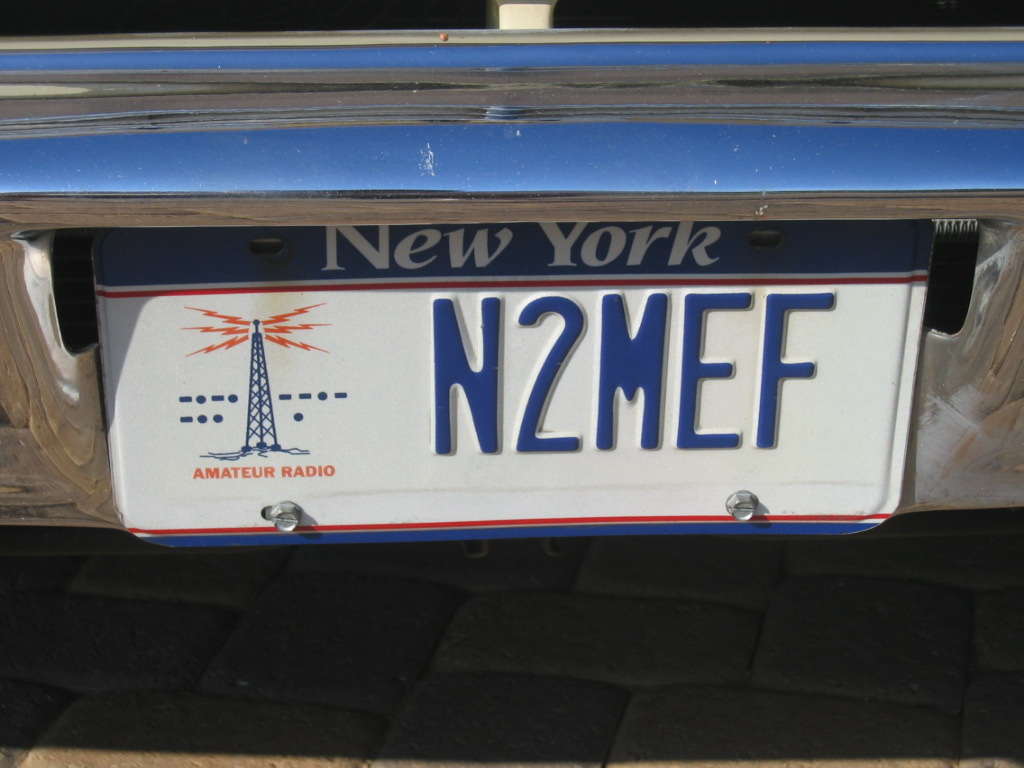 New York
N2MEF
AMATEUR RADIO